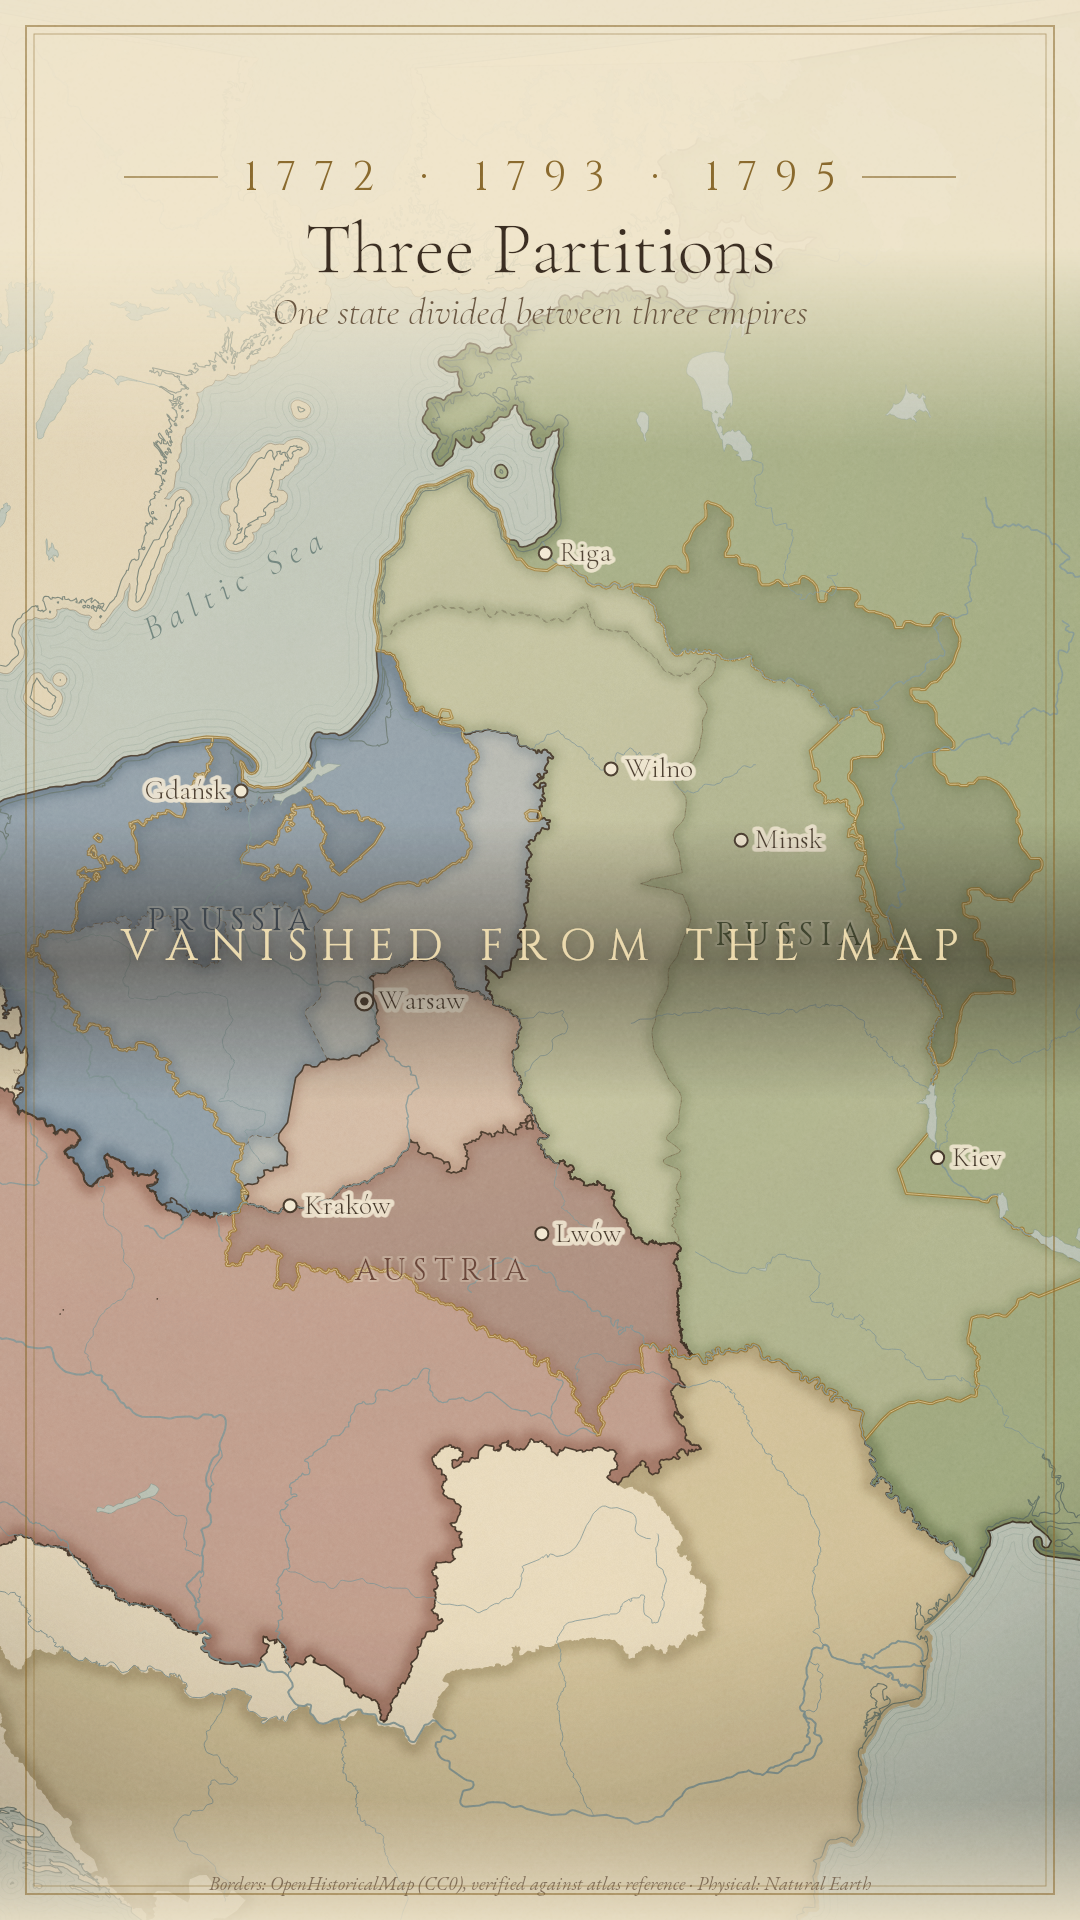 1772 · 1793 · 1795
Three Partitions
One state divided between three empires
Baltic Sea
Riga
Wilno
Gdańsk
Minsk
PRUSSIA
RUSSIA
VANISHED FROM THE MAP
Warsaw
Kiev
Kraków
Lwów
AUSTRIA
Borders: OpenHistoricalMap (CC0), verified against atlas reference · Physical: Natural Earth